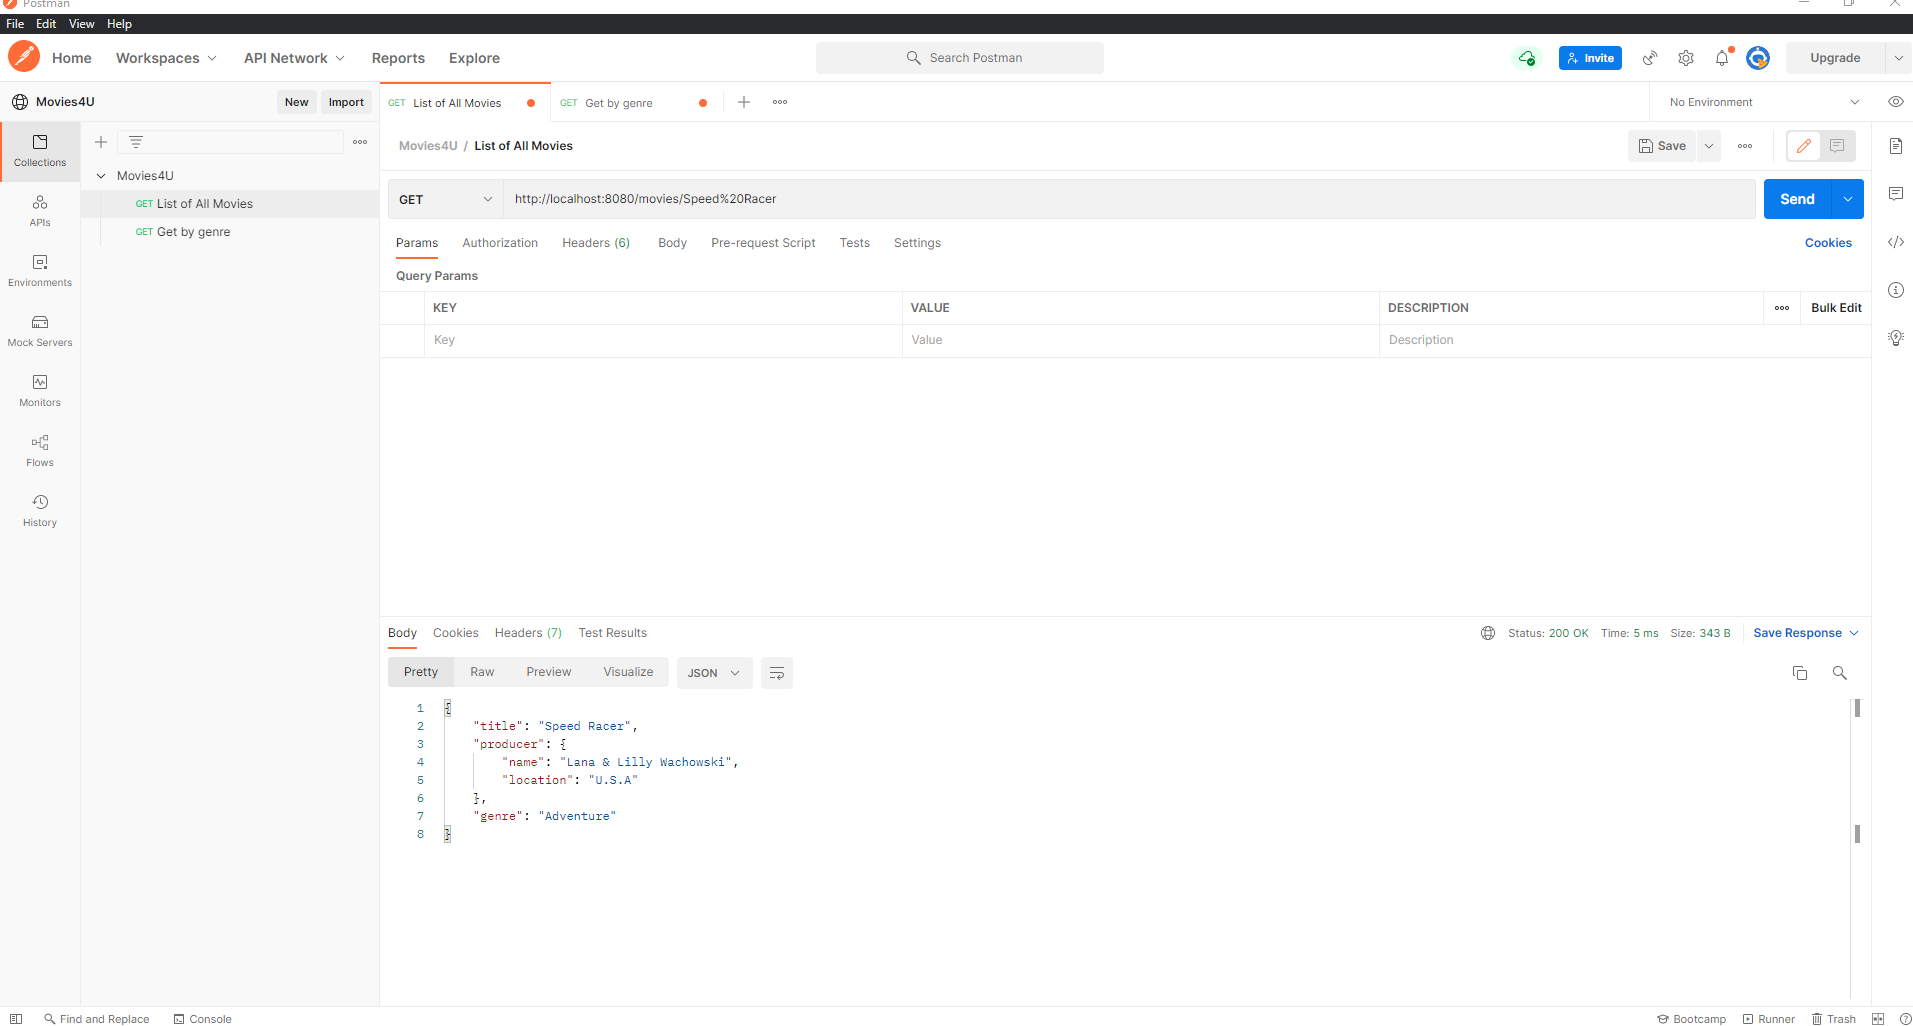 Postman
File Edit View Help
Home Workspaces API Network Reports Explore Search Postman Invite Upgrade
Movies4U New Import
GET List of All Movies GET Get by genre No Environment
Collections
APIs
Environments
Mock Servers
Monitors
Flows
History
Movies4U
GET List of All Movies
GET Get by genre
Movies4U / List of All Movies Save
GET http://localhost:8080/movies/Speed%20Racer Send
Params Authorization Headers (6) Body Pre-request Script Tests Settings Cookies
Query Params
KEY VALUE DESCRIPTION Bulk Edit
Key Value Description
Body Cookies Headers (7) Test Results Status: 200 OK Time: 5 ms Size: 343 B Save Response
Pretty Raw Preview Visualize JSON
1 {
2 "title": "Speed Racer",
3 "producer": {
4 "name": "Lana & Lilly Wachowski",
5 "location": "U.S.A"
6 },
7 "genre": "Adventure"
8 }
Find and Replace Console Bootcamp Runner Trash